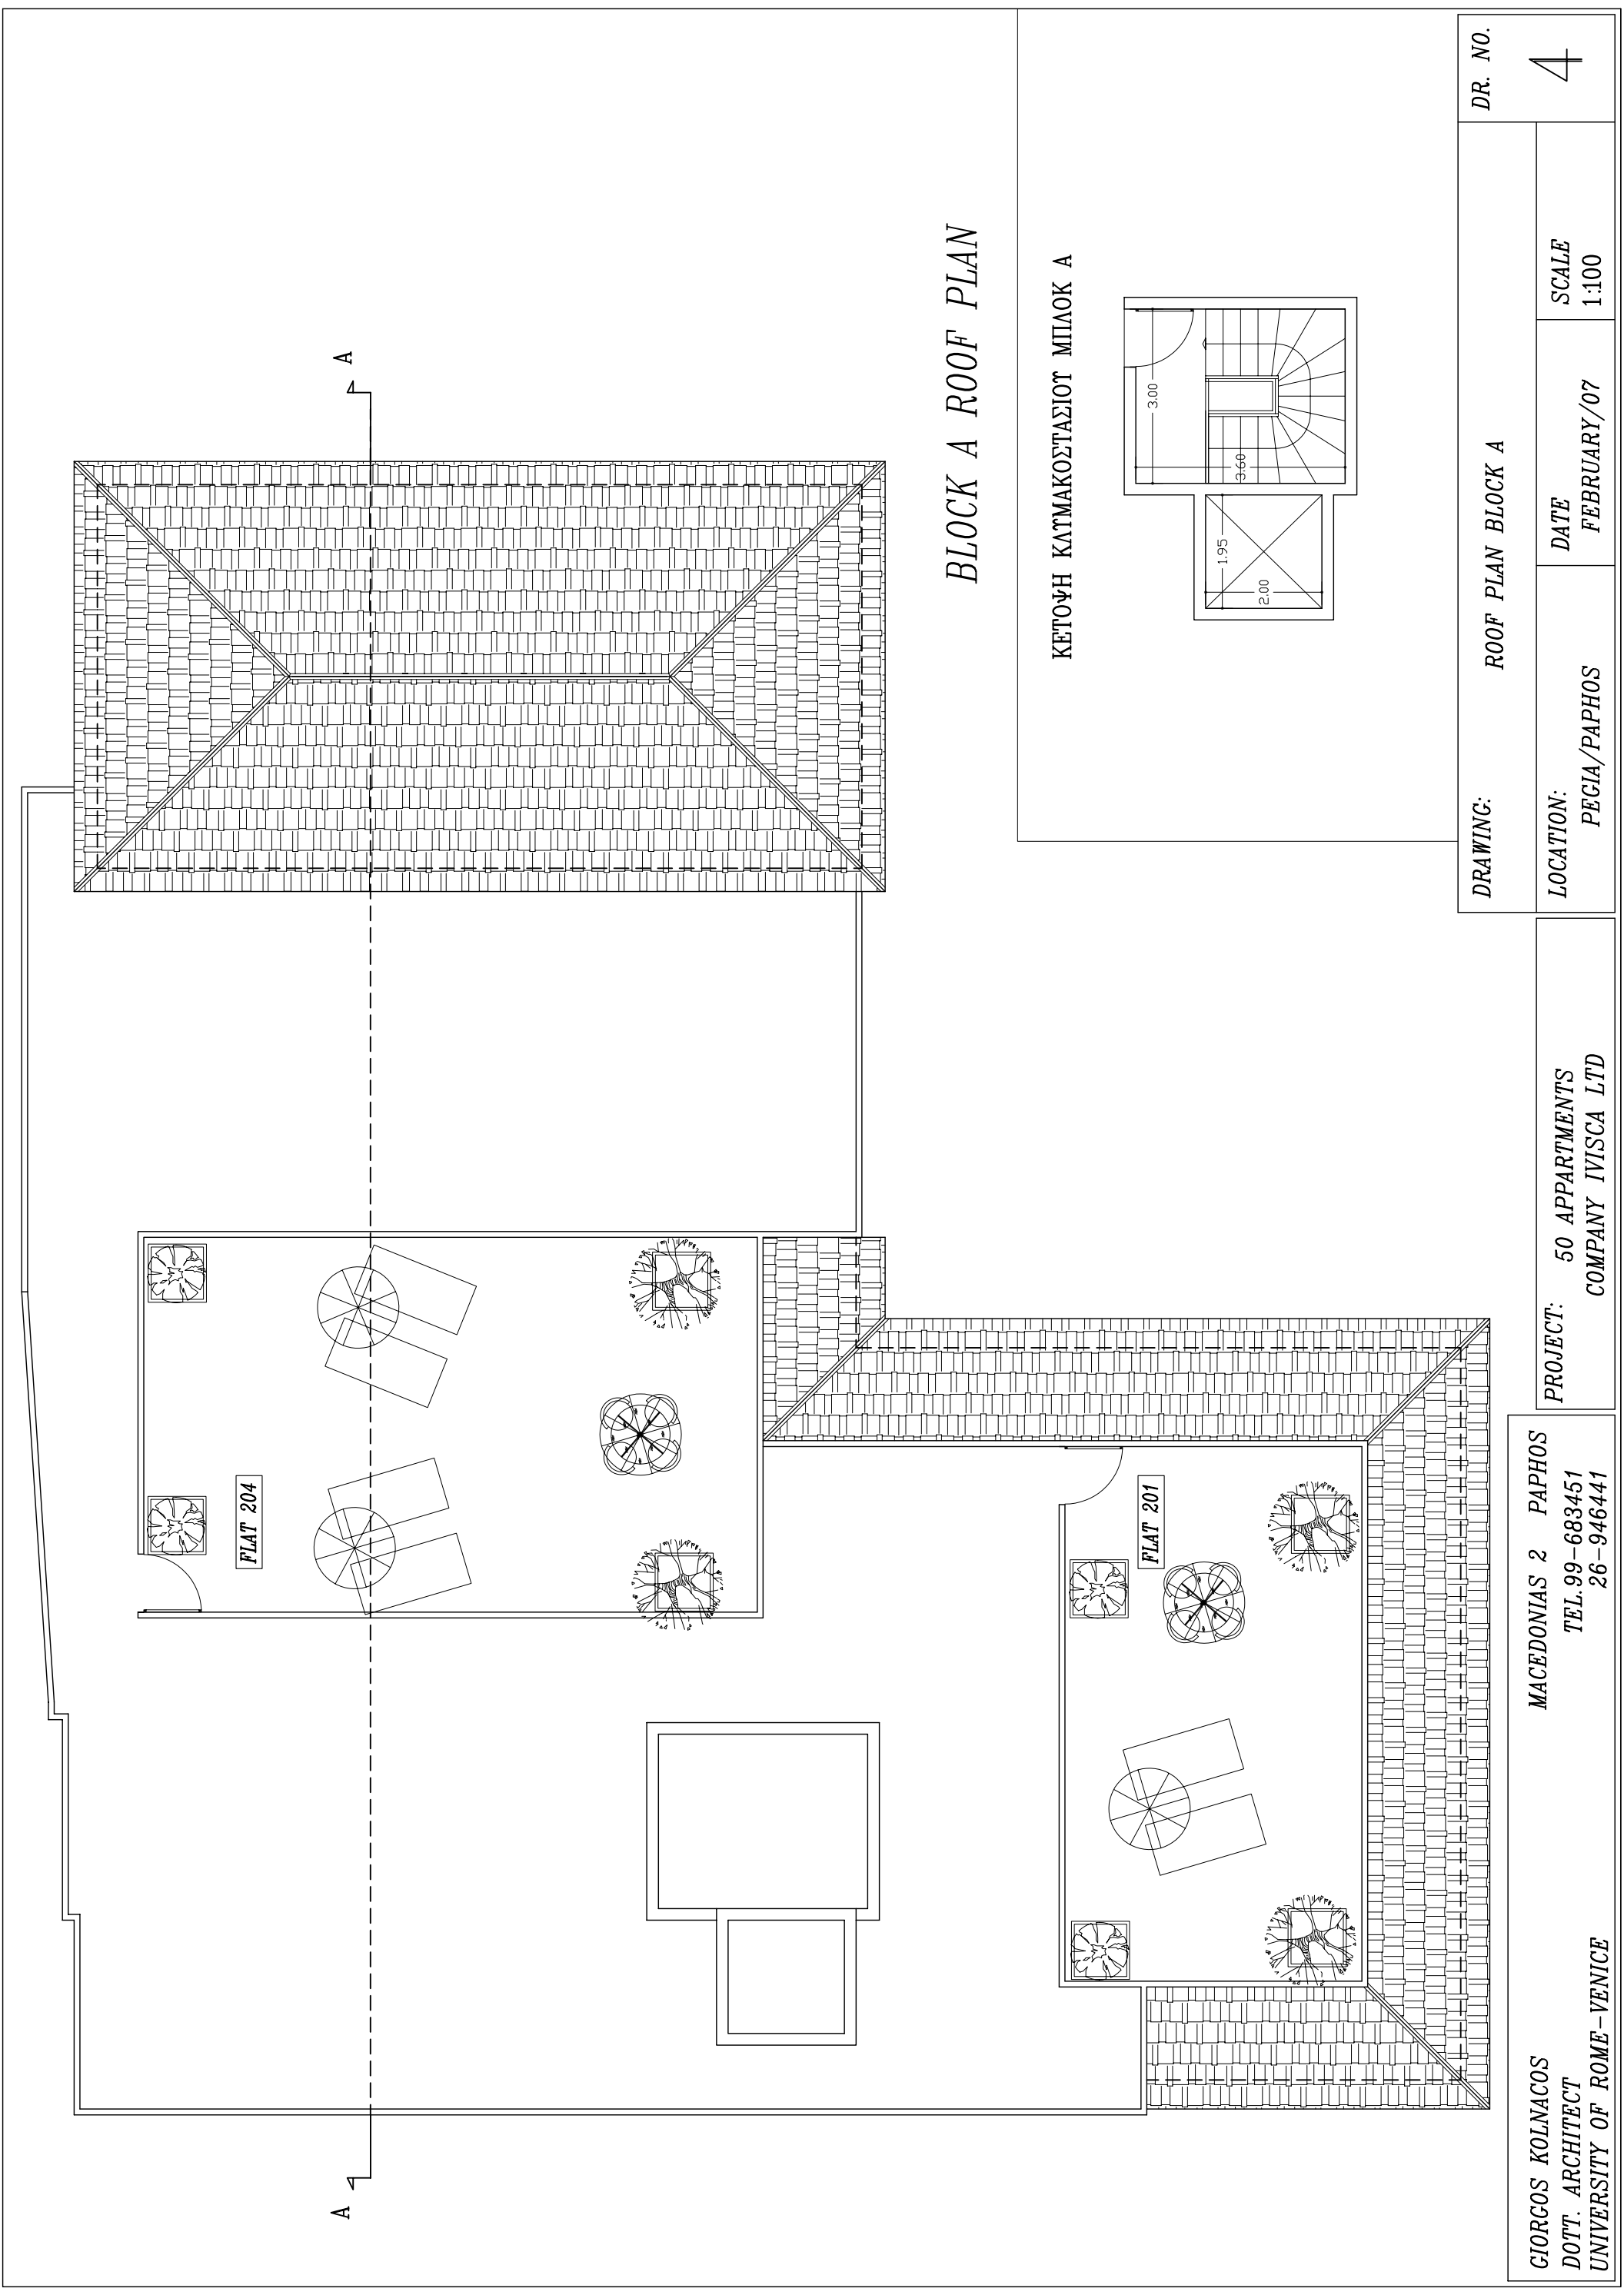 A
A
FLAT 204
FLAT 201
BLOCK A ROOF PLAN
ΚΕΤΟΨΗ ΚΛΥΜΑΚΟΣΤΑΣΙΟΥ ΜΠΛΟΚ Α
3.00
3.60
1.95
2.00
GIORGOS KOLNACOS
DOTT. ARCHITECT
UNIVERSITY OF ROME-VENICE
MACEDONIAS 2 PAPHOS
TEL.99-683451
26-946441
PROJECT:
50 APPARTMENTS
COMPANY IVISCA LTD
DRAWING:
ROOF PLAN BLOCK A
LOCATION:
PEGIA/PAPHOS
DATE
FEBRUARY/07
SCALE
1:100
DR. NO.
4